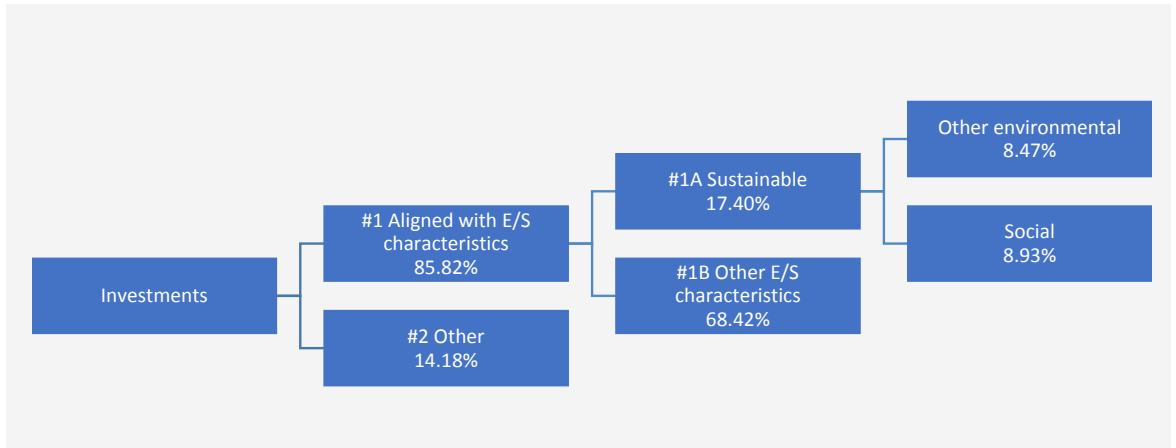 Investments
#1 Aligned with E/S
characteristics
85.82%
#2 Other
14.18%
#1A Sustainable
17.40%
#1B Other E/S
characteristics
68.42%
Other environmental
8.47%
Social
8.93%